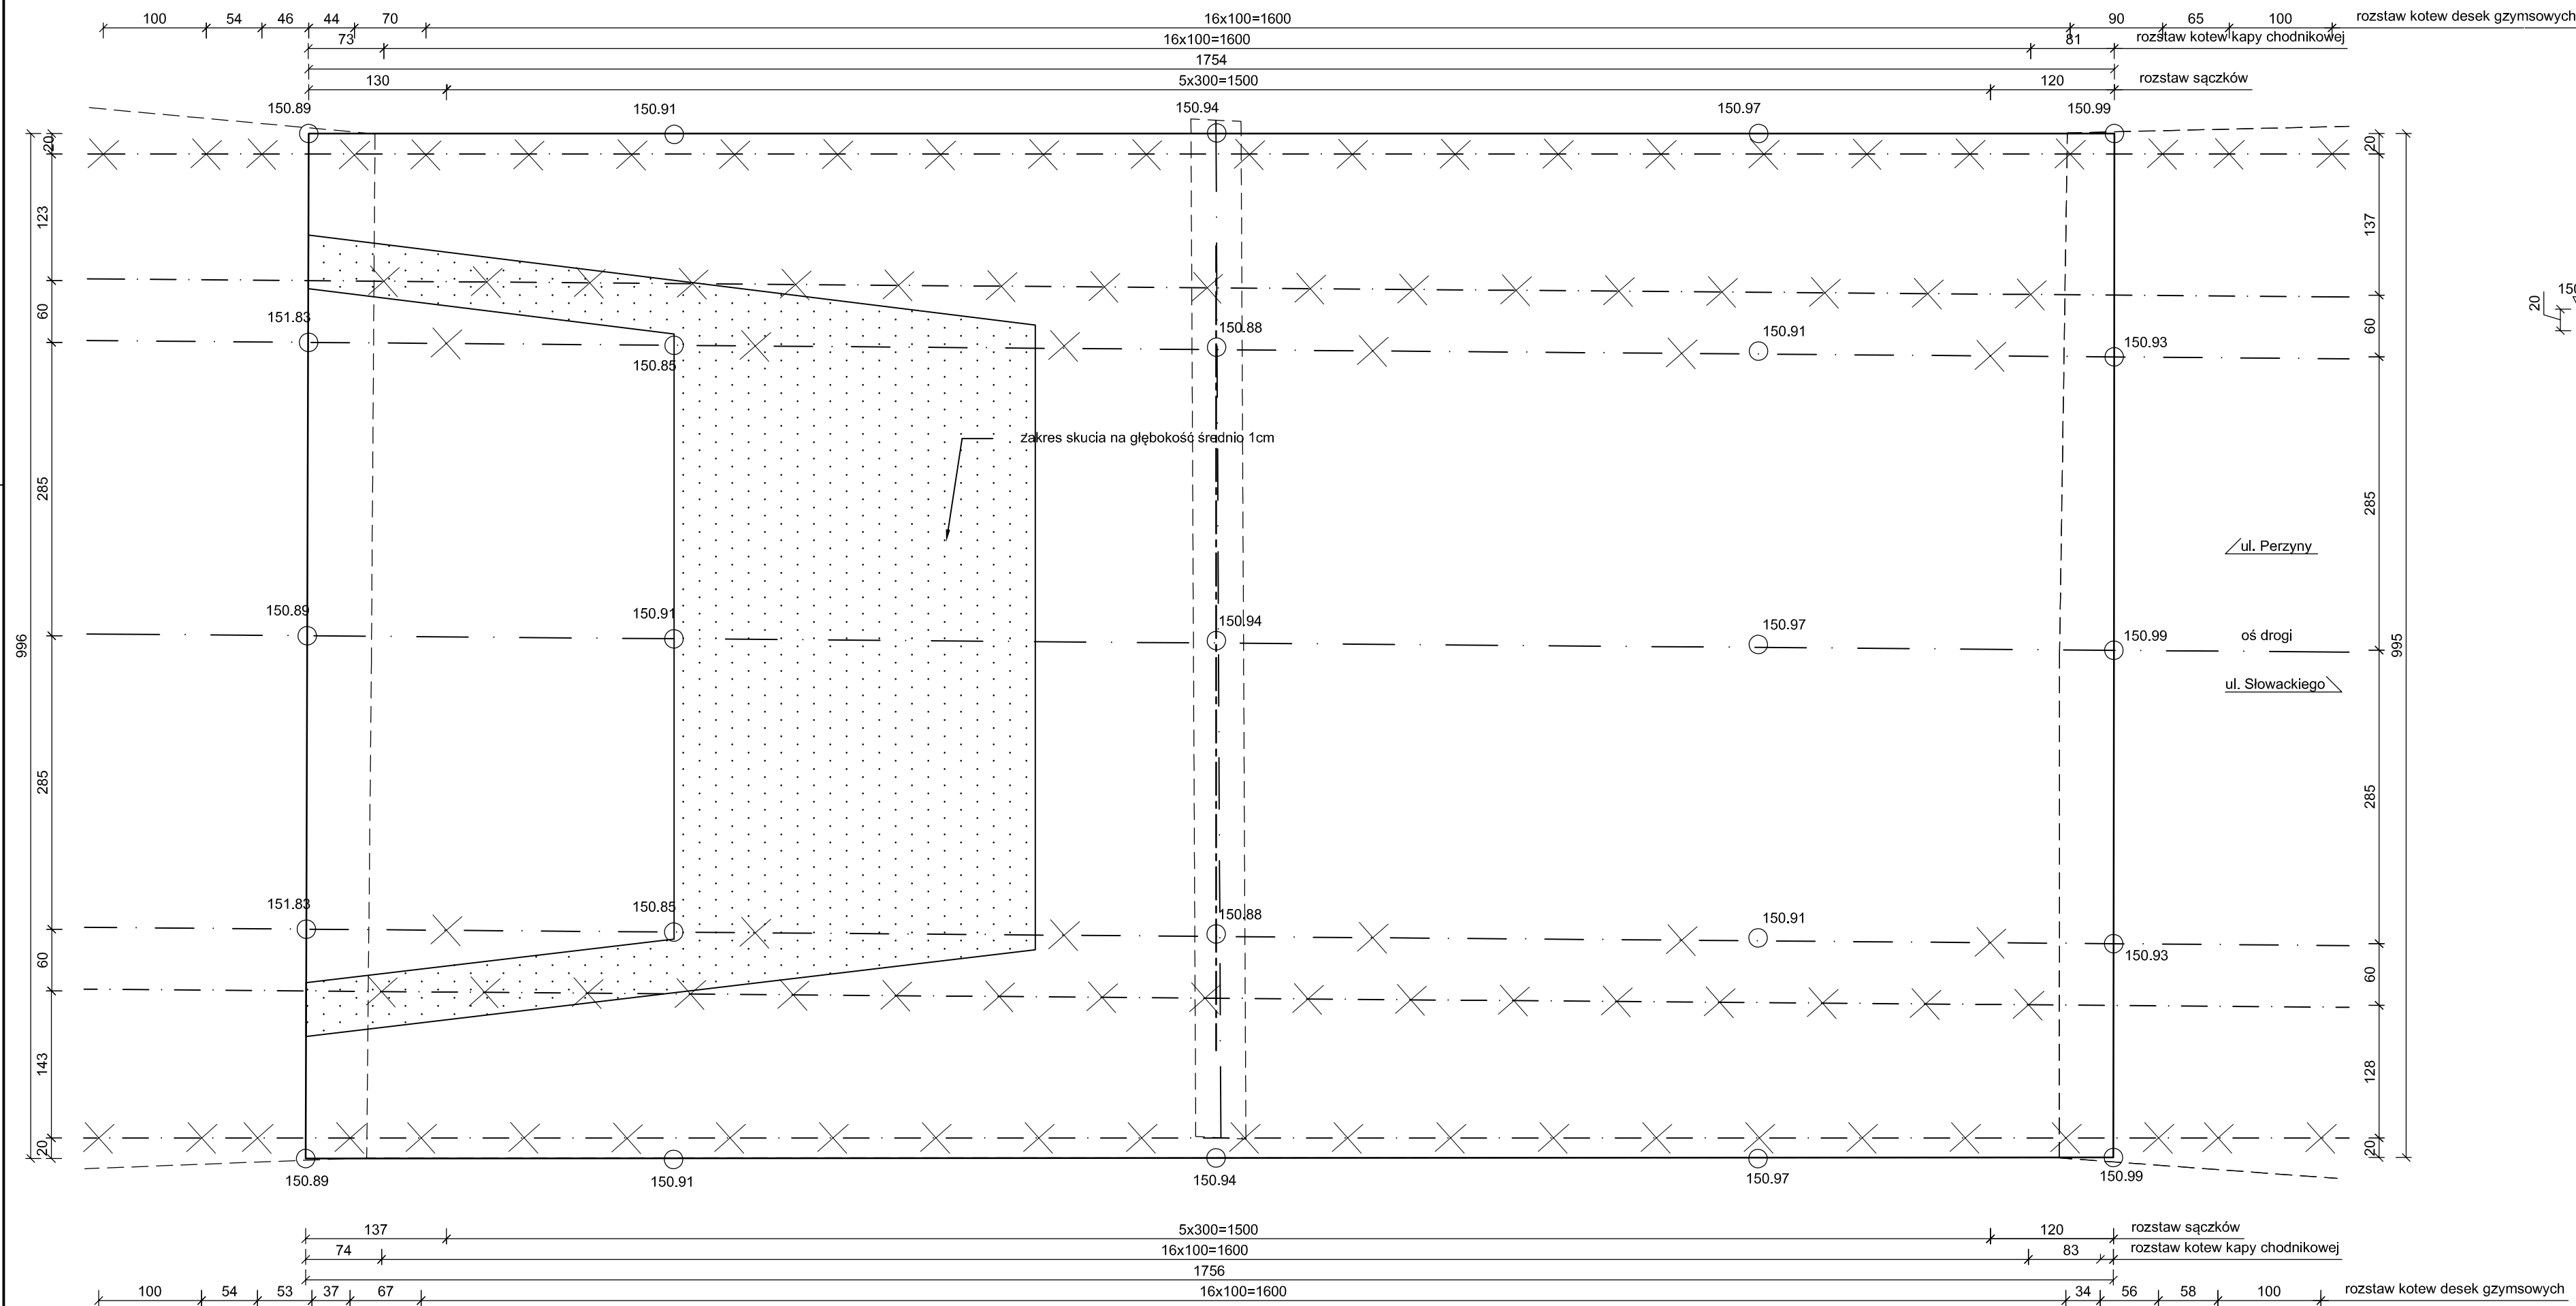 100 54 46 44 70 16x100=1600 90 65 100 rozstaw kotew desek gzymsowych
73 16x100=1600 81 rozstaw kotew kapy chodnikowej
1754
130 5x300=1500 120 rozstaw sączków
150.89 150.91 150.94 150.97 150.99
20 20
123 137
60 60
20
151.83 150.85 150.88 150.91 150.93
zakres skucia na głębokość średnio 1cm
285 285
ul. Perzyny
150.89 150.91 150.94 150.97 150.99 oś drogi
996 995
ul. Słowackiego
285 285
151.83 150.85 150.88 150.91 150.93
60 60
143 128
20 20
150.89 150.91 150.94 150.97 150.99
137 5x300=1500 120 rozstaw sączków
74 16x100=1600 83 rozstaw kotew kapy chodnikowej
1756
100 54 53 37 67 16x100=1600 34 56 58 100 rozstaw kotew desek gzymsowych